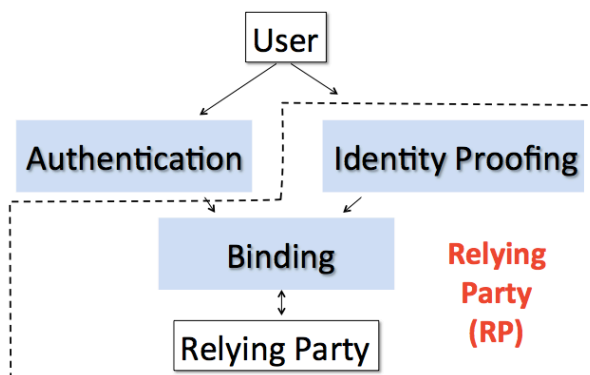 User
Authentication
Identity Proofing
Binding
Relying
Party
(RP)
Relying Party